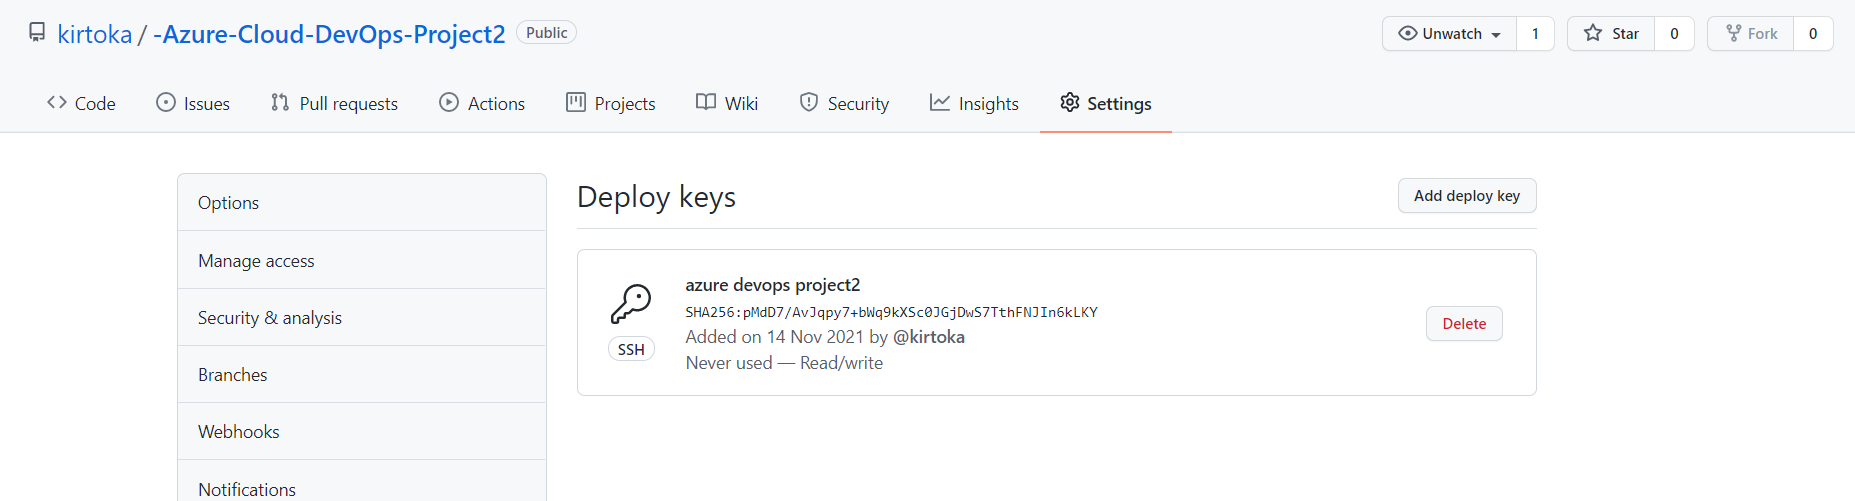 kirtoka / -Azure-Cloud-DevOps-Project2 Public Unwatch 1 Star 0 Fork 0
Code Issues Pull requests Actions Projects Wiki Security Insights Settings
Options
Manage access
Security & analysis
Branches
Webhooks
Notifications
Deploy keys Add deploy key
azure devops project2
SHA256:pMdD7/AvJqpy7+bWq9kXSc0JGjDwS7TthFNJIn6kLKY
Added on 14 Nov 2021 by @kirtoka
Never used — Read/write
SSH
Delete